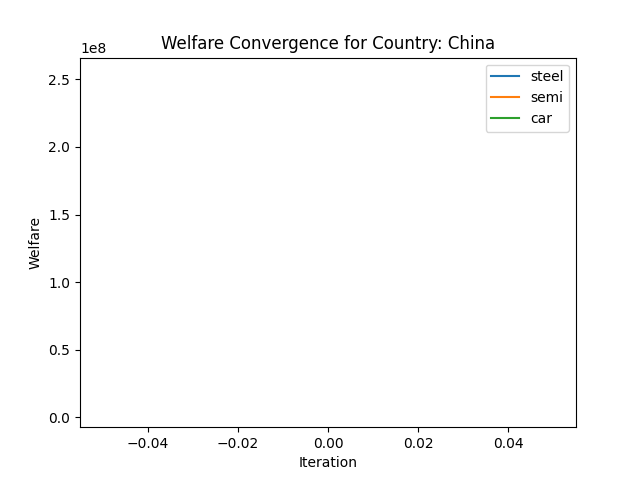 Welfare Convergence for Country: China
1e8
steel
semi
car
2.5
2.0
1.5
1.0
0.5
0.0
Welfare
−0.04 −0.02 0.00 0.02 0.04
Iteration